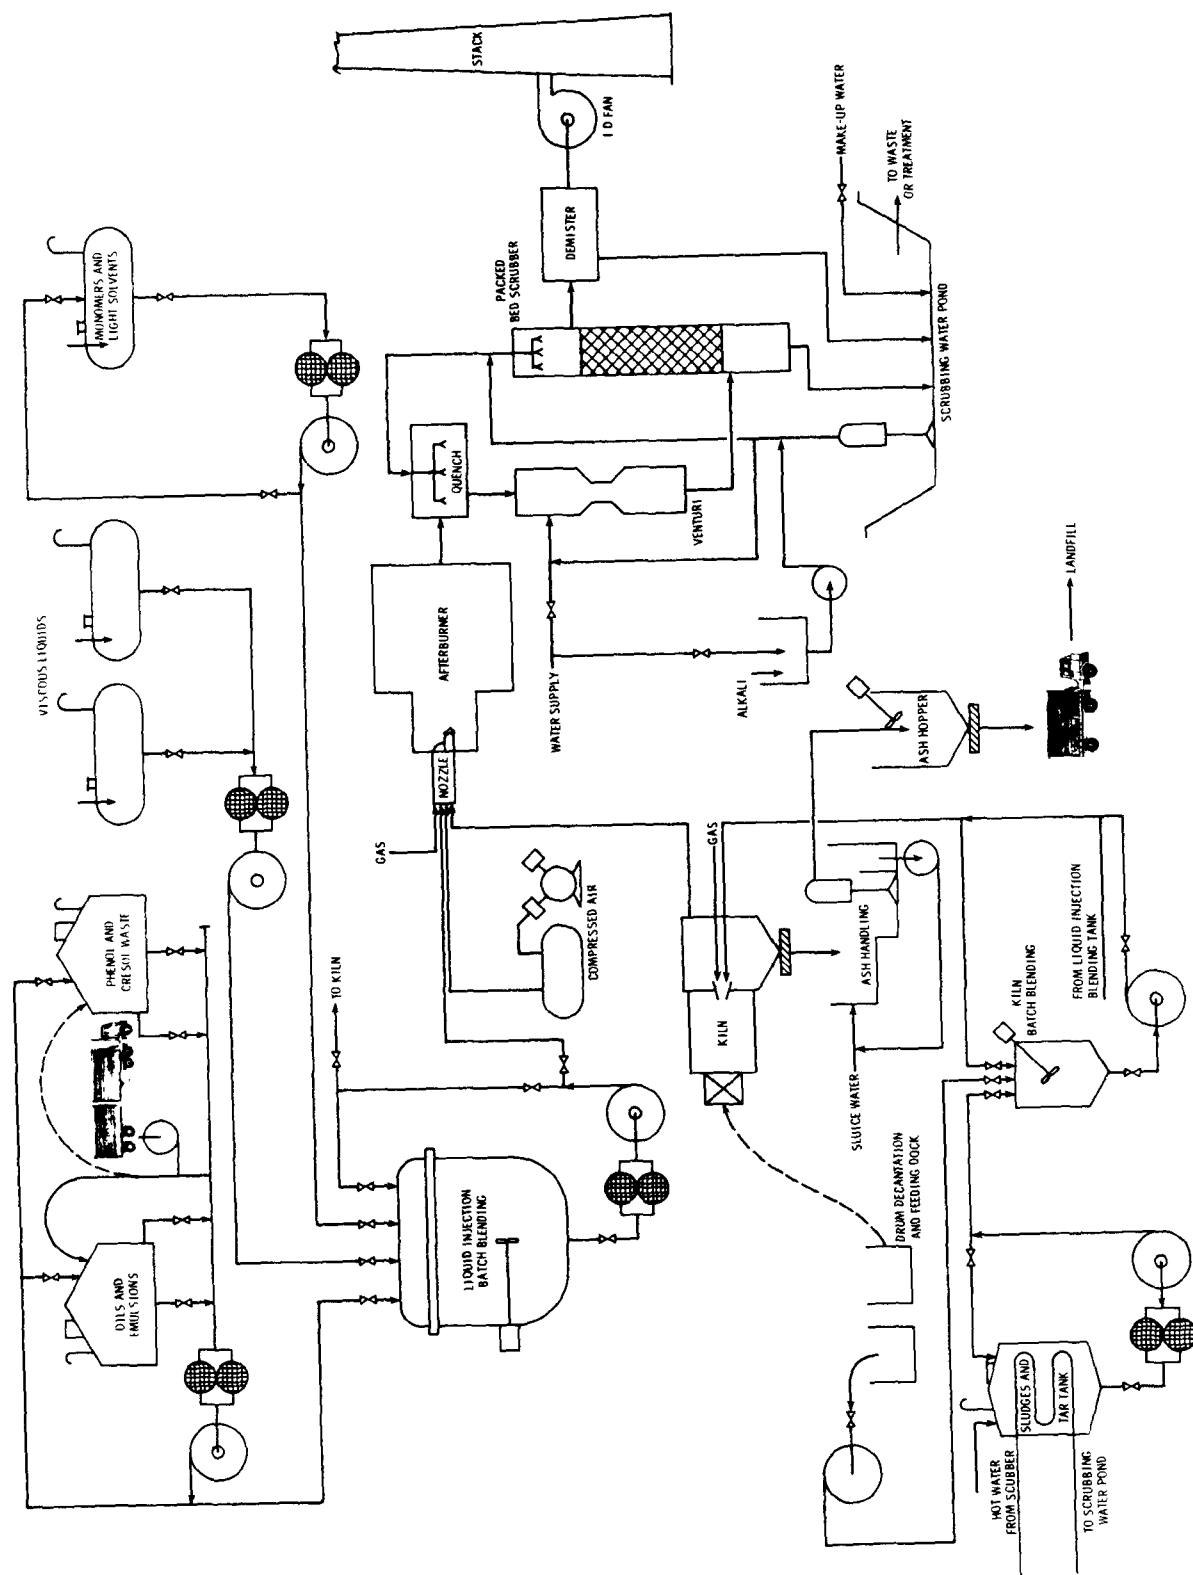 STACK
I D FAN
MAKE-UP WATER
TO WASTE
OR TREATMENT
DEMISTER
PACKED
BED SCRUBBER
SCRUBBING WATER POND
MONOMERS AND
LIGHT SOLVENTS
QUENCH
VENTURI
VISCOUS LIQUIDS
AFTERBURNER
WATER SUPPLY
ALKALI
LANDFILL
ASH HOPPER
NOZZLE
GAS
GAS
COMPRESSED AIR
PHENOL AND
CRESOL WASTE
TO KILN
KILN
ASH HANDLING
SLUICE WATER
FROM LIQUID INJECTION
BLENDING TANK
KILN
BATCH BLENDING
OILS AND
EMULSIONS
LIQUID INJECTION
BATCH BLENDING
DRUM DECANTATION
AND FEEDING DOCK
SLUDGES AND
TAR TANK
HOT WATER
FROM SCUBBER
TO SCRUBBING
WATER POND